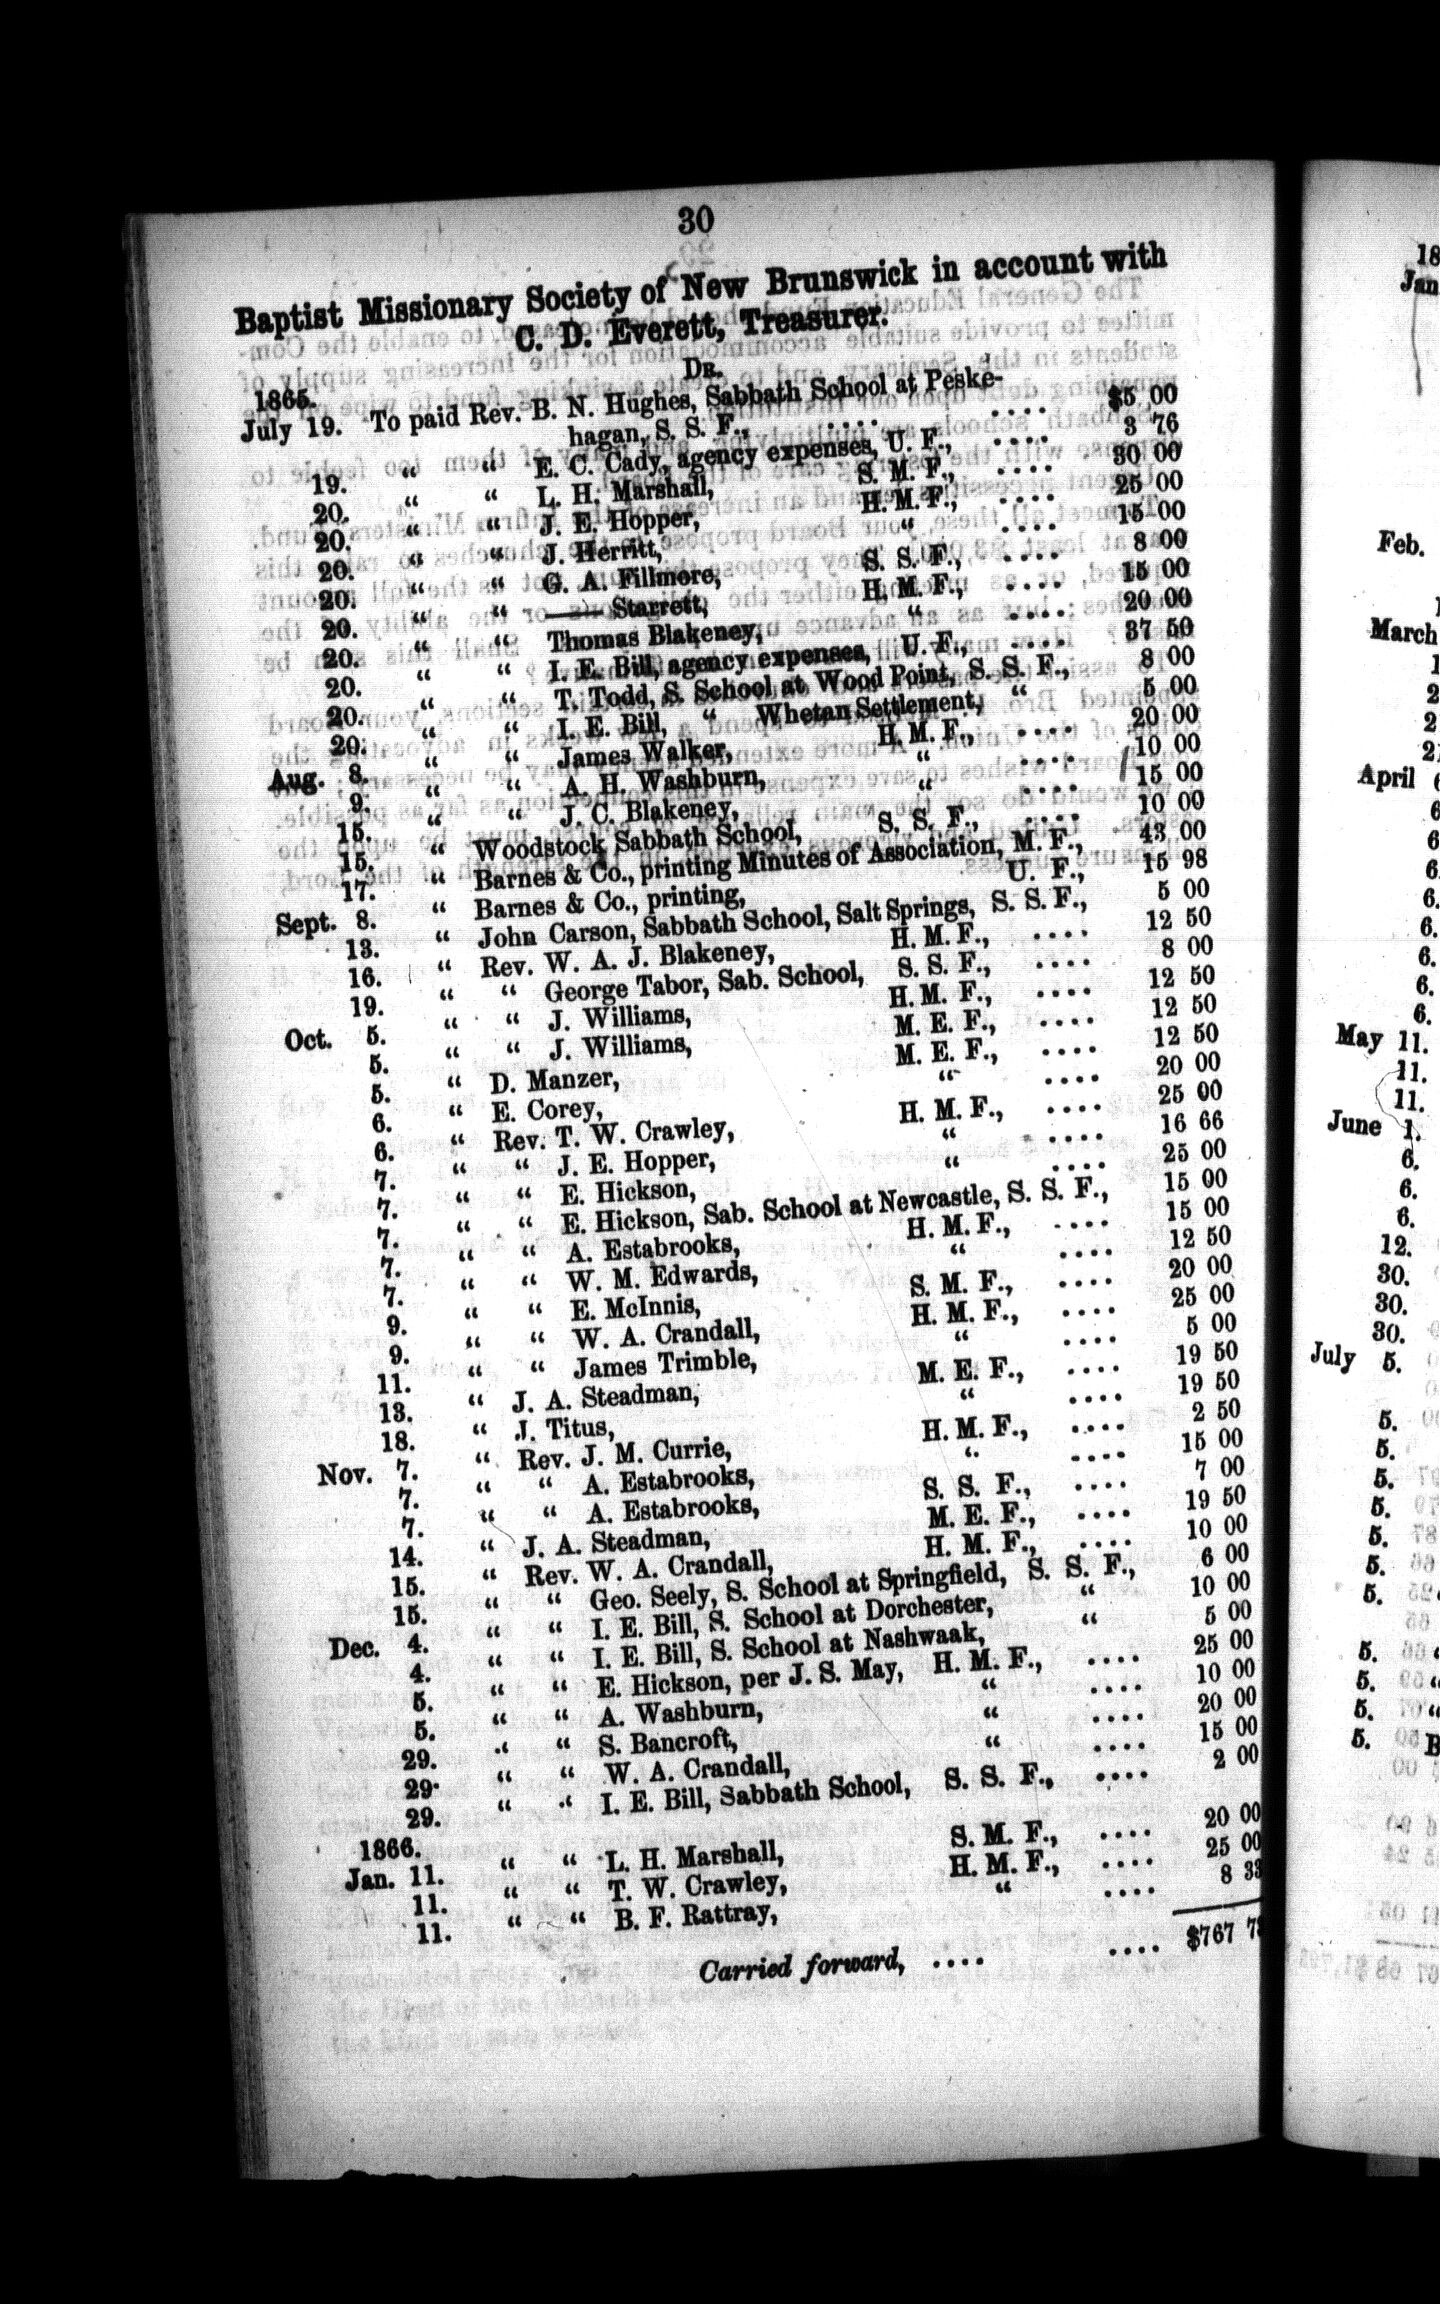 30
Baptist Missionary Society of New Brunswick in account with
C. D. Everett, Treasurer.
DR.
1865.
July 19. To paid Rev. B. N. Hughes, Sabbath School at Peske-
hagan, S. S. F., .... .... $5 00
19. “ “ E. C. Cady, agency expenses, U. F., .... 3 76
20. “ “ L. H. Marshall, S. M. F., .... 30 00
20. “ “ J. E. Hopper, H. M. F., .... 25 00
20. “ “ J. Herritt, “ .... 15 00
20. “ “ G. A. Fillmore, S. S. F., .... 8 00
20. “ “ —— Starrett, H. M. F., .... 15 00
20. “ “ Thomas Blakeney, “ .... 20 00
20. “ “ I. E. Bill, agency expenses, U. F., .... 37 50
20. “ “ T. Todd, S. School at Wood Point, S. S. F., 8 00
20. “ “ I. E. Bill, “ Whetan Settlement, “ 5 00
Aug. 8. “ “ James Walker, H. M. F., .... 20 00
9. “ “ A. H. Washburn, “ .... 10 00
15. “ “ J. C. Blakeney, “ .... 15 00
15. “ Woodstock Sabbath School, S. S. F., .... 10 00
17. “ Barnes & Co., printing Minutes of Association, M. F., 43 00
Sept. 8. “ Barnes & Co., printing, U. F., 15 98
13. “ John Carson, Sabbath School, Salt Springs, S. S. F., 5 00
16. “ Rev. W. A. J. Blakeney, H. M. F., .... 12 50
19. “ “ George Tabor, Sab. School, S. S. F., .... 8 00
Oct. 5. “ “ J. Williams, H. M. F., .... 12 50
5. “ “ J. Williams, M. E. F., .... 12 50
5. “ D. Manzer, M. E. F., .... 12 50
6. “ E. Corey, “ .... 20 00
6. “ Rev. T. W. Crawley, H. M. F., .... 25 00
7. “ “ J. E. Hopper, “ .... 16 66
7. “ “ E. Hickson, “ .... 25 00
7. “ “ E. Hickson, Sab. School at Newcastle, S. S. F., 15 00
7. “ “ A. Estabrooks, H. M. F., .... 15 00
7. “ “ W. M. Edwards, “ .... 12 50
9. “ “ E. McInnis, S. M. F., .... 20 00
9. “ “ W. A. Crandall, H. M. F., .... 25 00
11. “ “ James Trimble, “ .... 5 00
13. “ J. A. Steadman, M. E. F., .... 19 50
18. “ J. Titus, “ .... 19 50
Nov. 7. “ Rev. J. M. Currie, H. M. F., .... 2 50
7. “ “ A. Estabrooks, “ .... 15 00
7. “ “ A. Estabrooks, S. S. F., .... 7 00
14. “ J. A. Steadman, M. E. F., .... 19 50
15. “ Rev. W. A. Crandall, H. M. F., .... 10 00
15. “ “ Geo. Seely, S. School at Springfield, S. S. F., 6 00
Dec. 4. “ “ I. E. Bill, S. School at Dorchester, “ 10 00
4. “ “ I. E. Bill, S. School at Nashwaak, “ 5 00
5. “ “ E. Hickson, per J. S. May, H. M. F., .... 25 00
5. “ “ A. Washburn, “ .... 10 00
29. “ “ S. Bancroft, “ .... 20 00
29. “ “ W. A. Crandall, “ .... 15 00
29. “ “ I. E. Bill, Sabbath School, S. S. F., .... 2 00
1866.
Jan. 11. “ “ L. H. Marshall, S. M. F., .... 20 00
11. “ “ T. W. Crawley, H. M. F., .... 25 00
11. “ “ B. F. Rattray, “ .... 8 33
Carried forward, .... .... $767 7
18
Jan
Feb.
March
April 6
6
6
6.
6.
6.
6.
6.
6.
May 11.
11.
11.
June 1.
6.
6.
6.
12.
30.
30.
30.
July 5.
5.
5.
5.
5.
5.
5.
5.
5.
5.
5.
5.